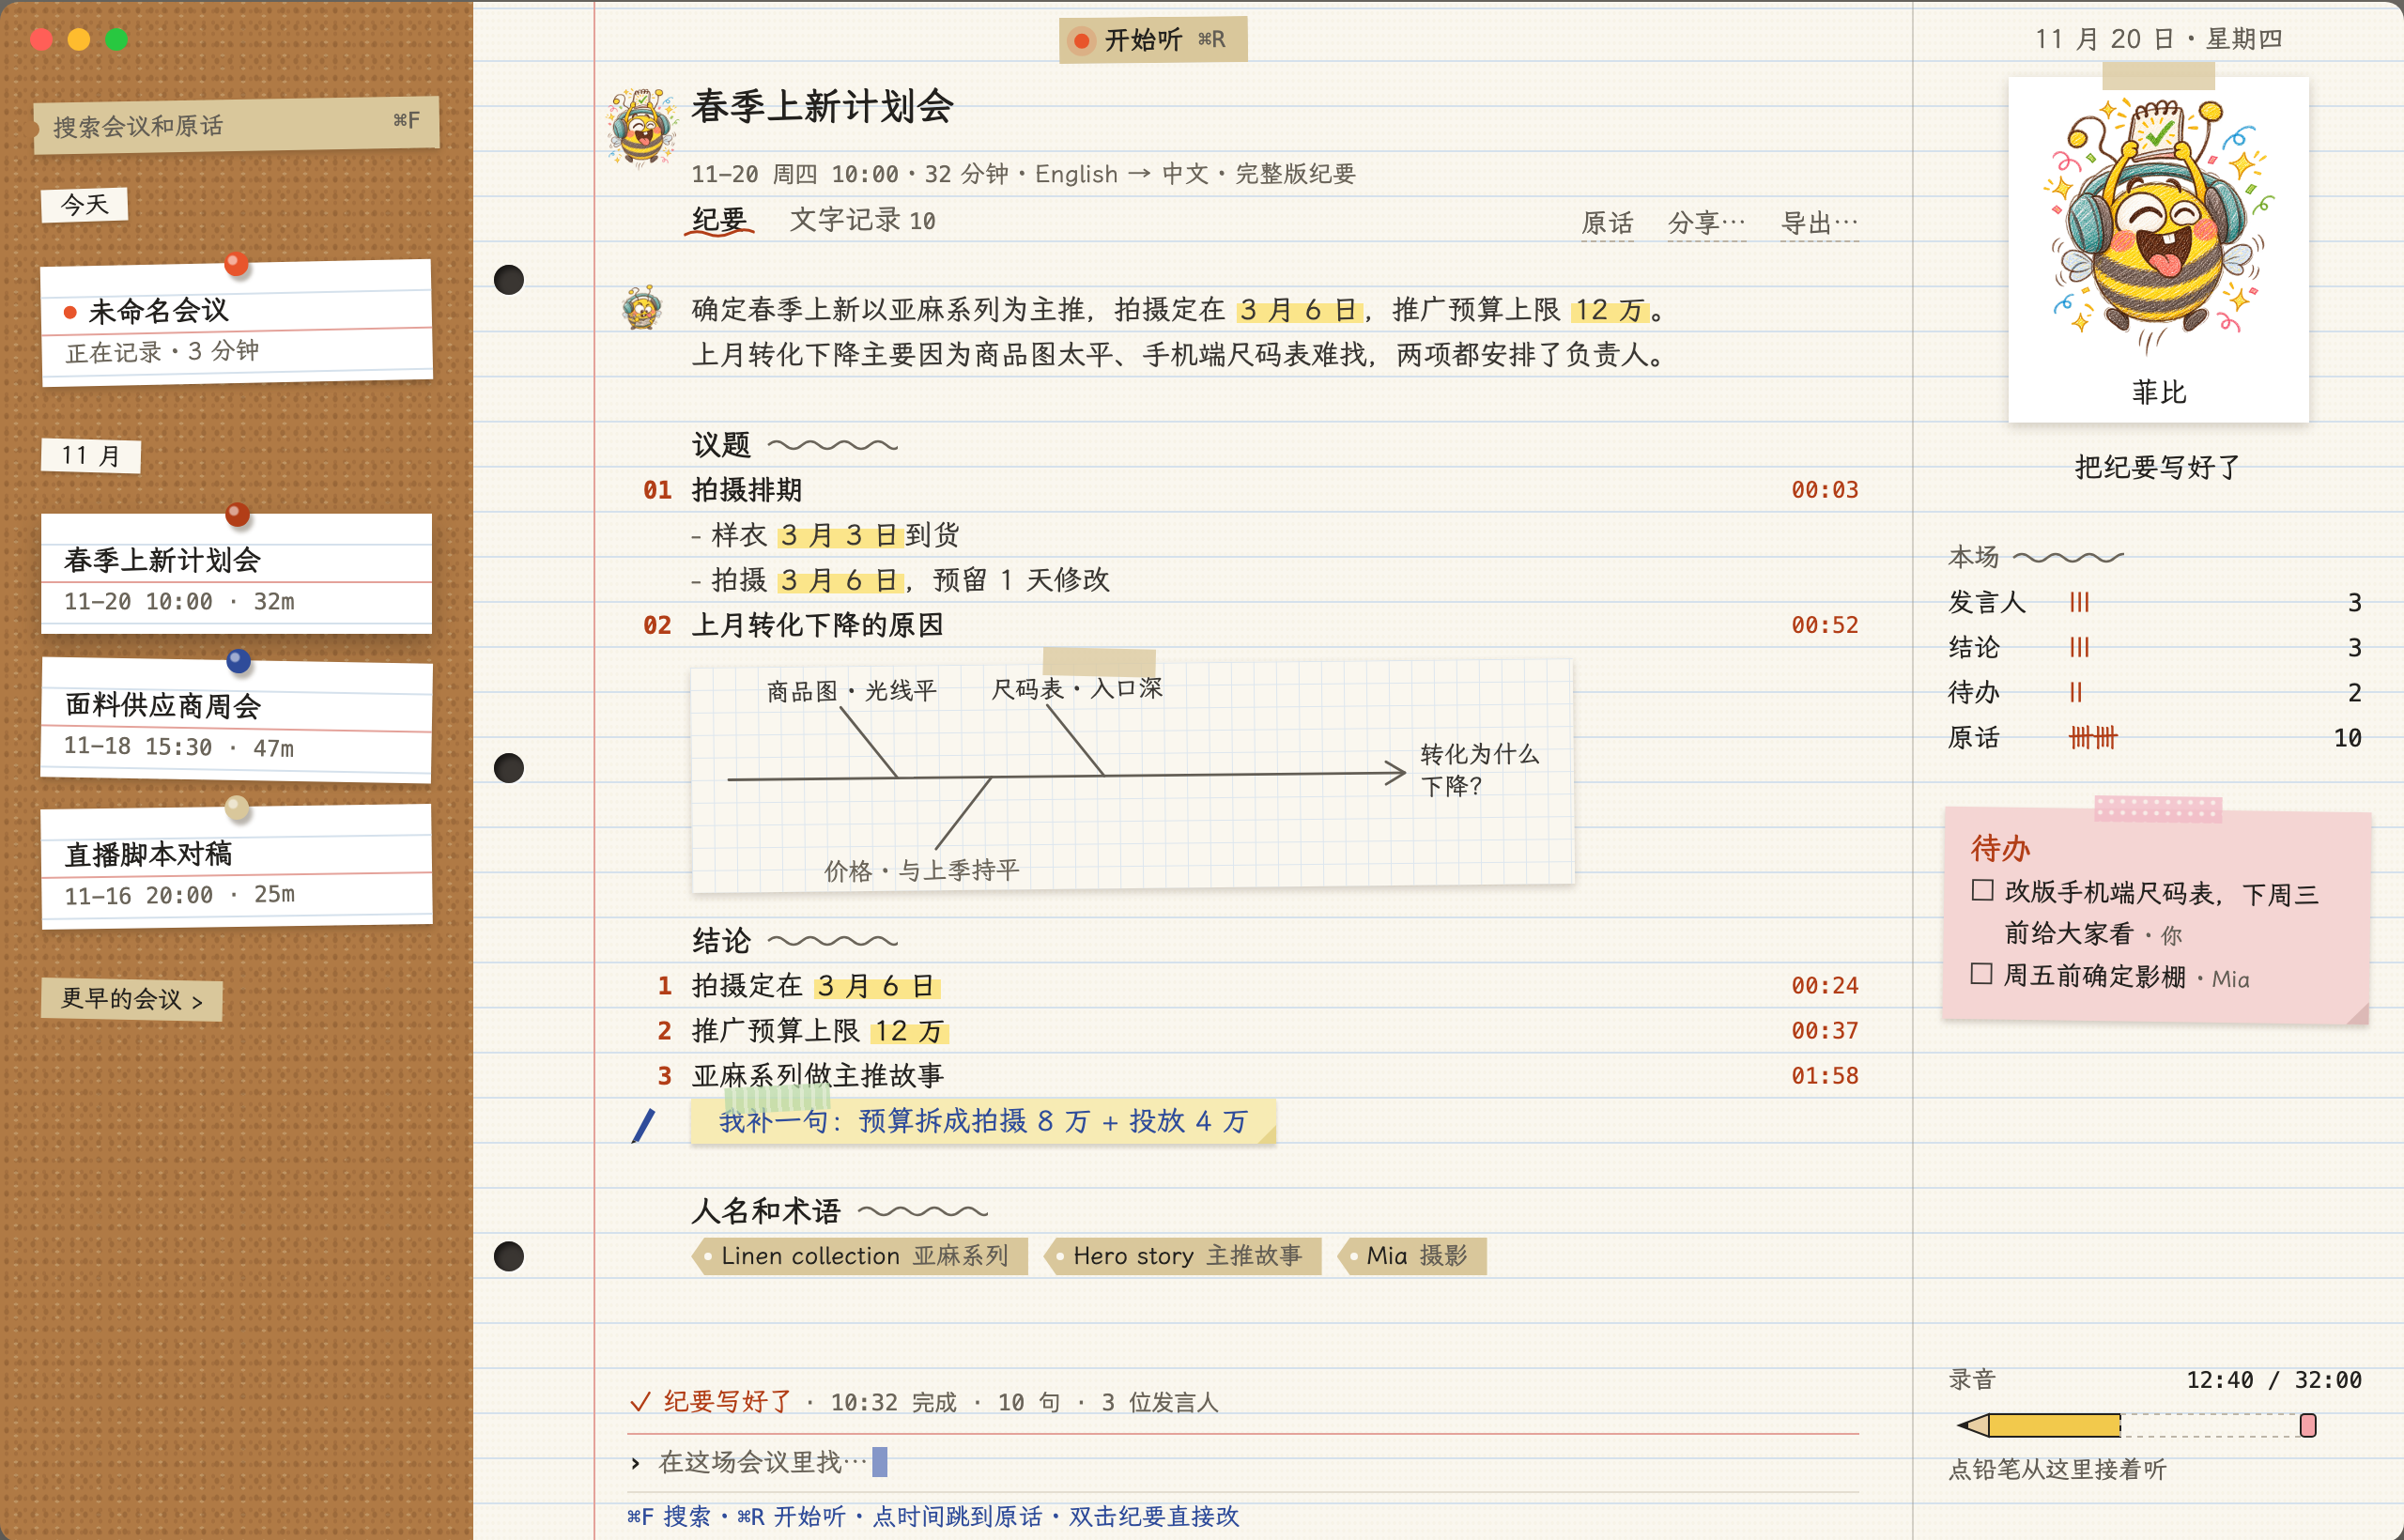 搜索会议和原话 ⌘F
今天
未命名会议
正在记录·3 分钟
11 月
春季上新计划会
11-20 10:00 · 32m
面料供应商周会
11-18 15:30 · 47m
直播脚本对稿
11-16 20:00 · 25m
更早的会议 >
开始听 ⌘R
春季上新计划会
11-20 周四 10:00·32 分钟·English → 中文·完整版纪要
纪要 文字记录 10 原话 分享… 导出…
确定春季上新以亚麻系列为主推，拍摄定在 3 月 6 日，推广预算上限 12 万。
上月转化下降主要因为商品图太平、手机端尺码表难找，两项都安排了负责人。
议题
01 拍摄排期 00:03
- 样衣 3 月 3 日到货
- 拍摄 3 月 6 日，预留 1 天修改
02 上月转化下降的原因 00:52
商品图·光线平 尺码表·入口深
转化为什么
下降？
价格·与上季持平
结论
1 拍摄定在 3 月 6 日 00:24
2 推广预算上限 12 万 00:37
3 亚麻系列做主推故事 01:58
我补一句：预算拆成拍摄 8 万 + 投放 4 万
人名和术语
Linen collection 亚麻系列 Hero story 主推故事 Mia 摄影
✓ 纪要写好了 · 10:32 完成 · 10 句 · 3 位发言人
› 在这场会议里找…
⌘F 搜索·⌘R 开始听·点时间跳到原话·双击纪要直接改
11 月 20 日·星期四
菲比
把纪要写好了
本场
发言人 3
结论 3
待办 2
原话 10
待办
改版手机端尺码表，下周三
前给大家看·你
周五前确定影棚·Mia
录音 12:40 / 32:00
点铅笔从这里接着听